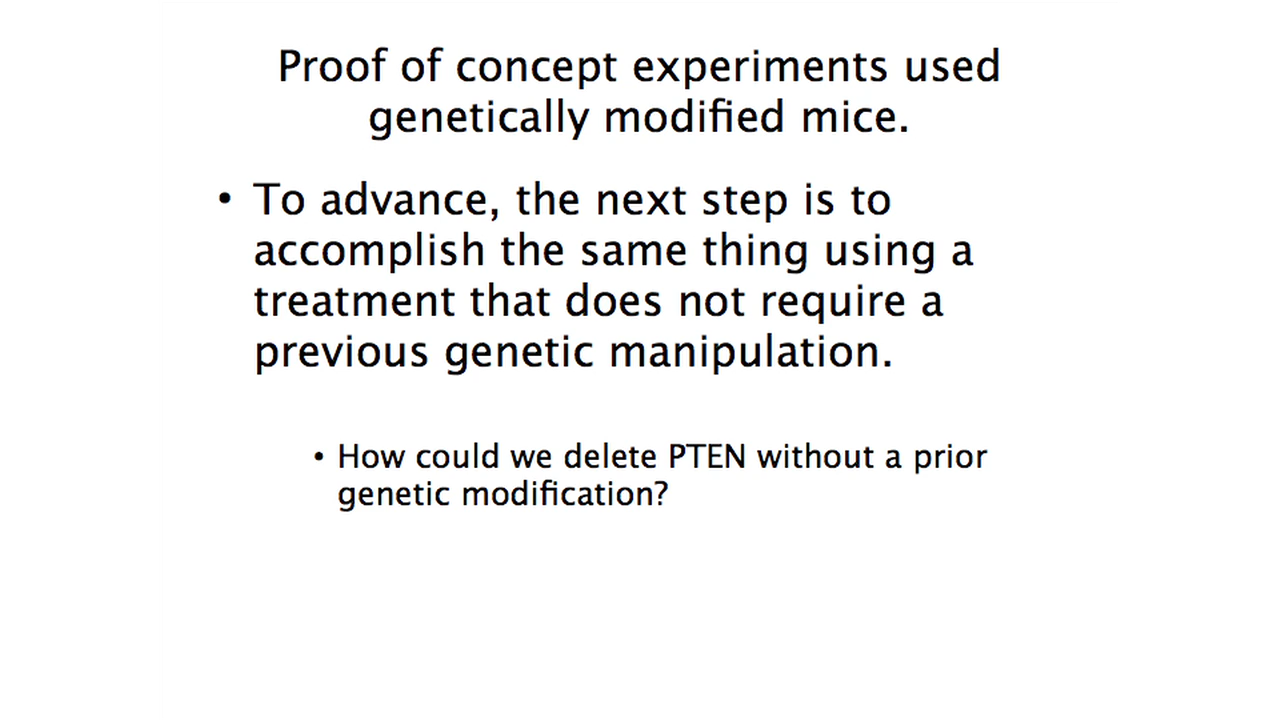 Proof of concept experiments used
genetically modified mice.
• To advance, the next step is to
accomplish the same thing using a
treatment that does not require a
previous genetic manipulation.
• How could we delete PTEN without a prior
genetic modification?